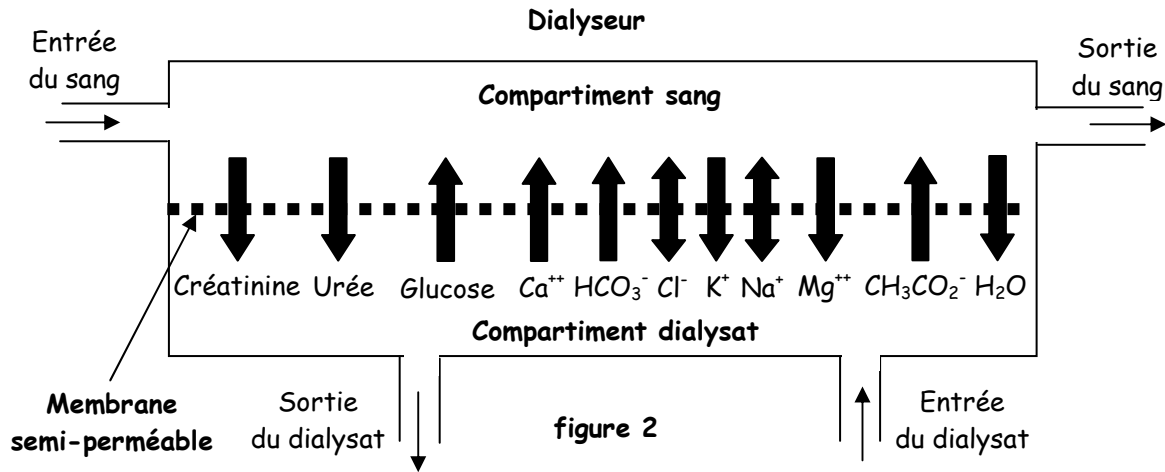 Dialyseur
Entrée
du sang
Sortie
du sang
Compartiment sang
Créatinine Urée Glucose Ca⁺⁺ HCO₃⁻ Cl⁻ K⁺ Na⁺ Mg⁺⁺ CH₃CO₂⁻ H₂O
Compartiment dialysat
Membrane
semi-perméable
Sortie
du dialysat
figure 2
Entrée
du dialysat